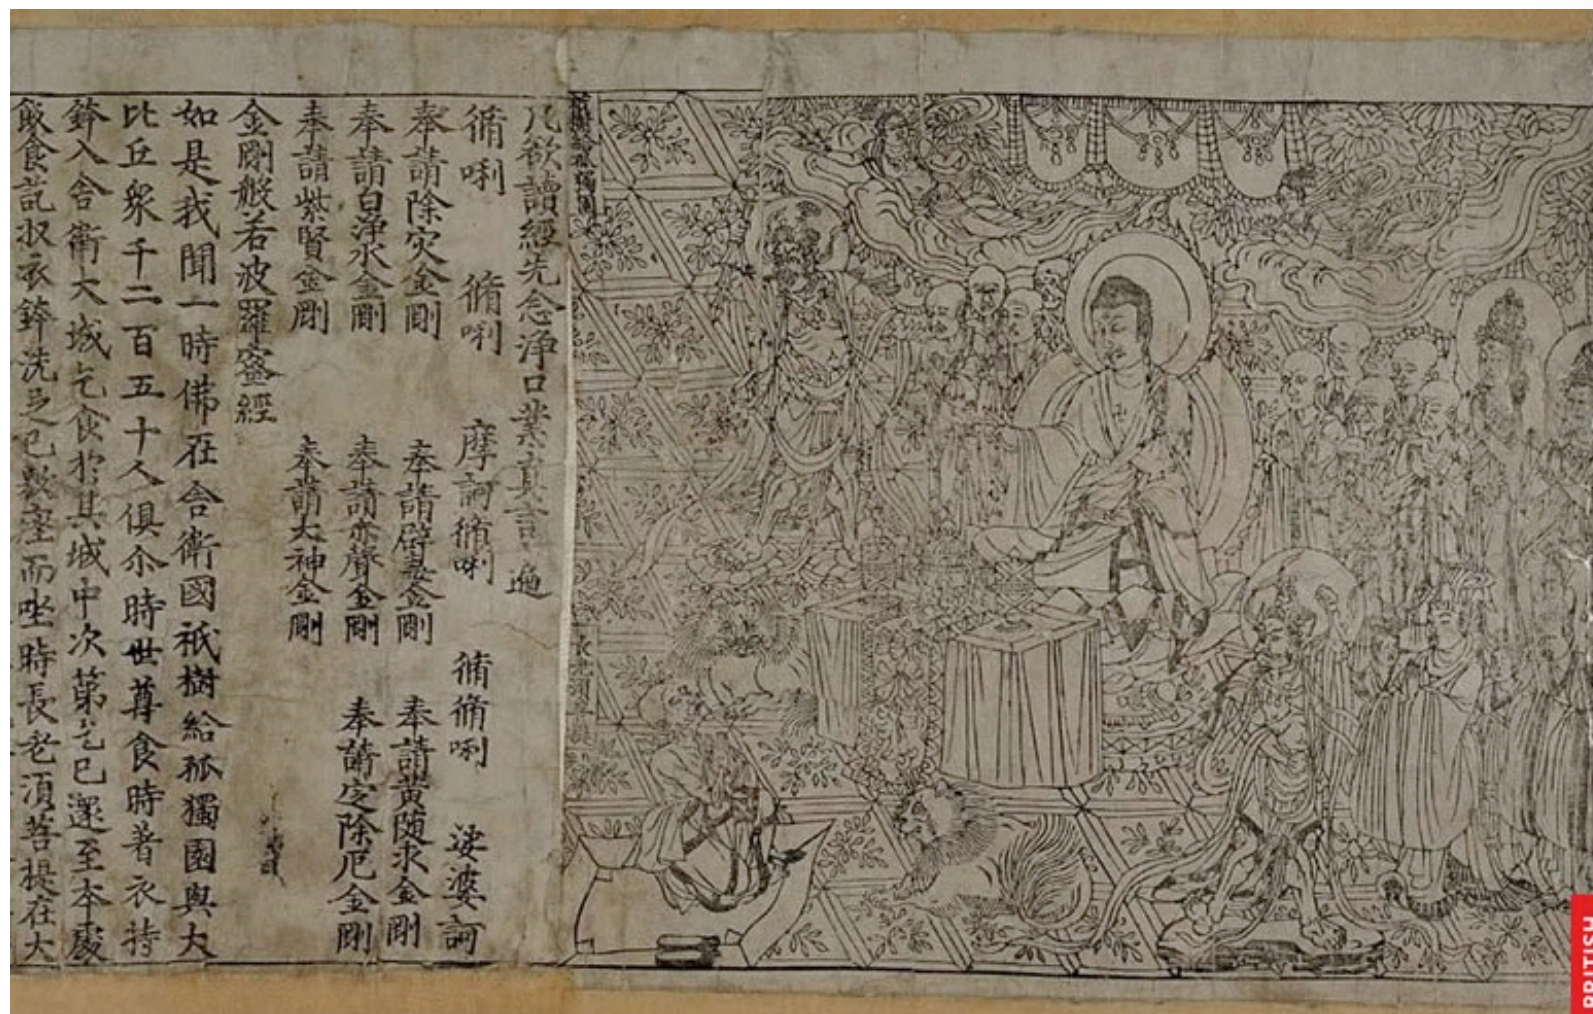 凡欲讀經先念淨口業真言一遍
脩唎 脩唎 摩訶脩唎 脩脩唎 娑婆訶
奉請除灾金剛 奉請辟毒金剛 奉請黃随求金剛
奉請白淨水金剛 奉請赤聲金剛 奉請定除厄金剛
奉請紫賢金剛 奉請大神金剛
金剛般若波羅蜜經
如是我聞一時佛在舍衛國祇樹給孤獨園與大
比丘眾千二百五十人俱尒時世尊食時著衣持
鉢入舍衛大城乞食於其城中次第乞已還至本處
飯食訖収衣鉢洗足已敷座而坐時長老須菩提在大
BRITISH